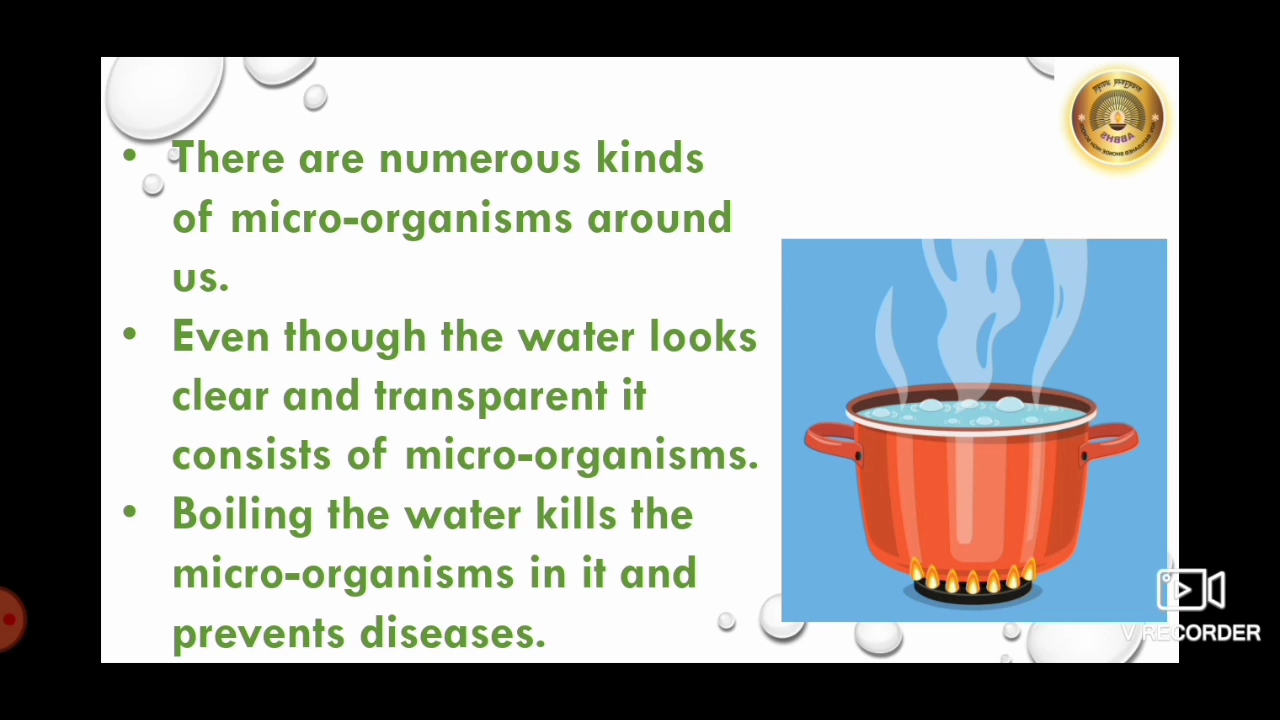 • There are numerous kinds
of micro-organisms around
us.
• Even though the water looks
clear and transparent it
consists of micro-organisms.
• Boiling the water kills the
micro-organisms in it and
prevents diseases.
ABBHS
V RECORDER